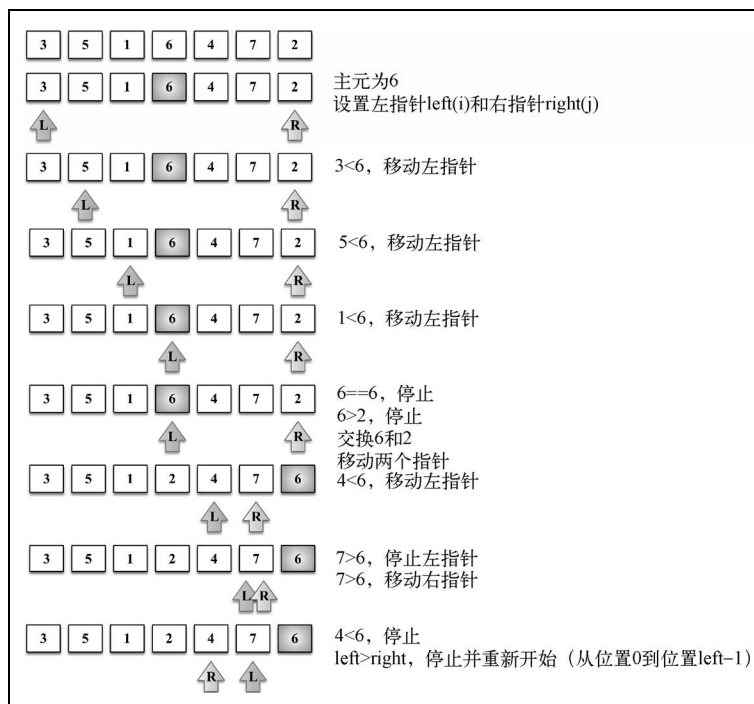 3 5 1 6 4 7 2
3 5 1 6 4 7 2
主元为6
设置左指针left(i)和右指针right(j)
L R
3 5 1 6 4 7 2
3<6，移动左指针
L R
3 5 1 6 4 7 2
5<6，移动左指针
L R
3 5 1 6 4 7 2
1<6，移动左指针
L R
3 5 1 6 4 7 2
6==6，停止
6>2，停止
交换6和2
移动两个指针
L R
3 5 1 2 4 7 6
4<6，移动左指针
L R
3 5 1 2 4 7 6
7>6，停止左指针
7>6，移动右指针
L R
3 5 1 2 4 7 6
4<6，停止
left>right，停止并重新开始（从位置0到位置left−1）
R L